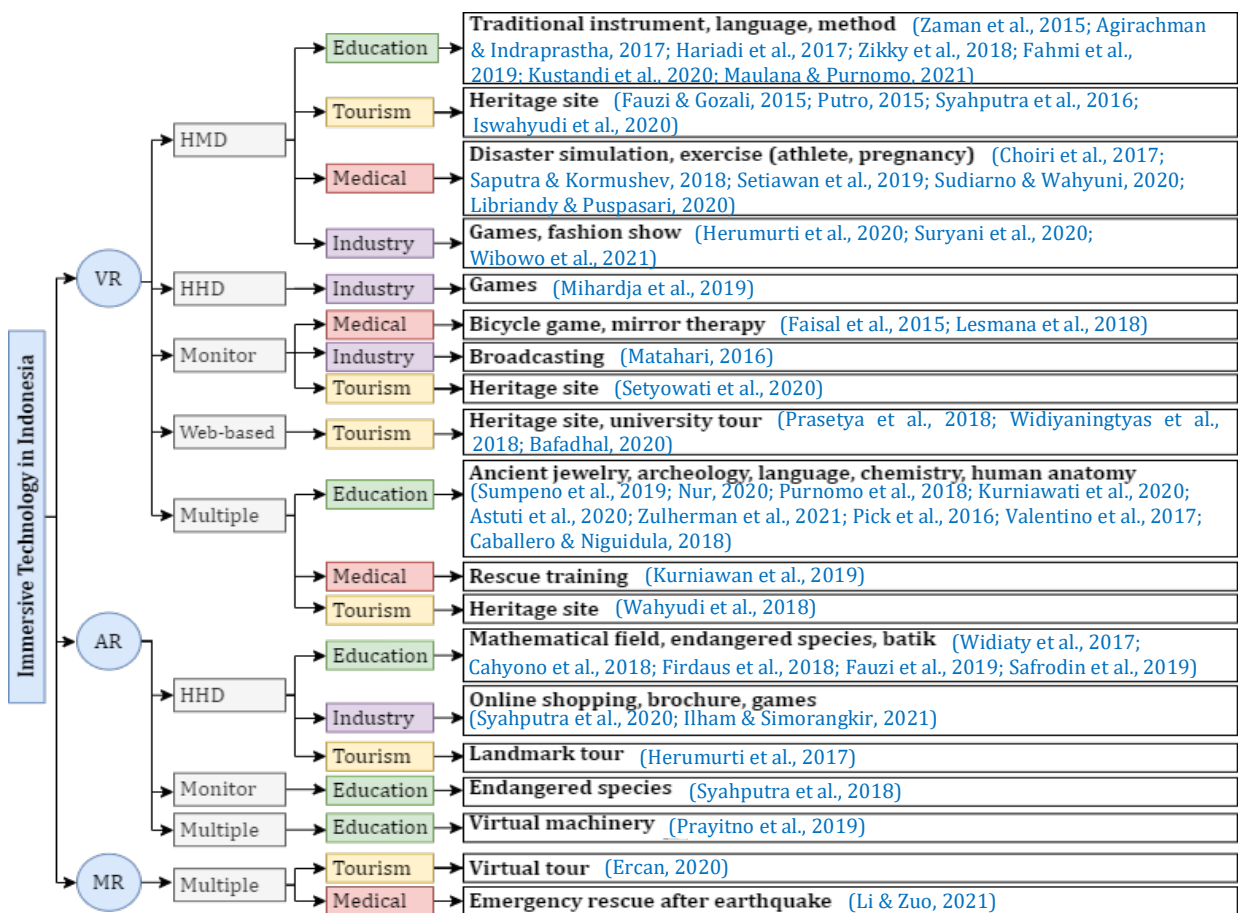 Immersive Technology in Indonesia
VR
HMD
Education
Traditional instrument, language, method (Zaman et al., 2015; Agirachman
& Indraprastha, 2017; Hariadi et al., 2017; Zikky et al., 2018; Fahmi et al.,
2019; Kustandi et al., 2020; Maulana & Purnomo, 2021)
Tourism
Heritage site (Fauzi & Gozali, 2015; Putro, 2015; Syahputra et al., 2016;
Iswahyudi et al., 2020)
Medical
Disaster simulation, exercise (athlete, pregnancy) (Choiri et al., 2017;
Saputra & Kormushev, 2018; Setiawan et al., 2019; Sudiarno & Wahyuni, 2020;
Libriandy & Puspasari, 2020)
Industry
Games, fashion show (Herumurti et al., 2020; Suryani et al., 2020;
Wibowo et al., 2021)
HHD
Industry
Games (Mihardja et al., 2019)
Monitor
Medical
Bicycle game, mirror therapy (Faisal et al., 2015; Lesmana et al., 2018)
Industry
Broadcasting (Matahari, 2016)
Tourism
Heritage site (Setyowati et al., 2020)
Web-based
Tourism
Heritage site, university tour (Prasetya et al., 2018; Widiyaningtyas et al.,
2018; Bafadhal, 2020)
Multiple
Education
Ancient jewelry, archeology, language, chemistry, human anatomy
(Sumpeno et al., 2019; Nur, 2020; Purnomo et al., 2018; Kurniawati et al., 2020;
Astuti et al., 2020; Zulherman et al., 2021; Pick et al., 2016; Valentino et al., 2017;
Caballero & Niguidula, 2018)
Medical
Rescue training (Kurniawan et al., 2019)
Tourism
Heritage site (Wahyudi et al., 2018)
AR
HHD
Education
Mathematical field, endangered species, batik (Widiaty et al., 2017;
Cahyono et al., 2018; Firdaus et al., 2018; Fauzi et al., 2019; Safrodin et al., 2019)
Industry
Online shopping, brochure, games
(Syahputra et al., 2020; Ilham & Simorangkir, 2021)
Tourism
Landmark tour (Herumurti et al., 2017)
Monitor
Education
Endangered species (Syahputra et al., 2018)
Multiple
Education
Virtual machinery (Prayitno et al., 2019)
MR
Multiple
Tourism
Virtual tour (Ercan, 2020)
Medical
Emergency rescue after earthquake (Li & Zuo, 2021)